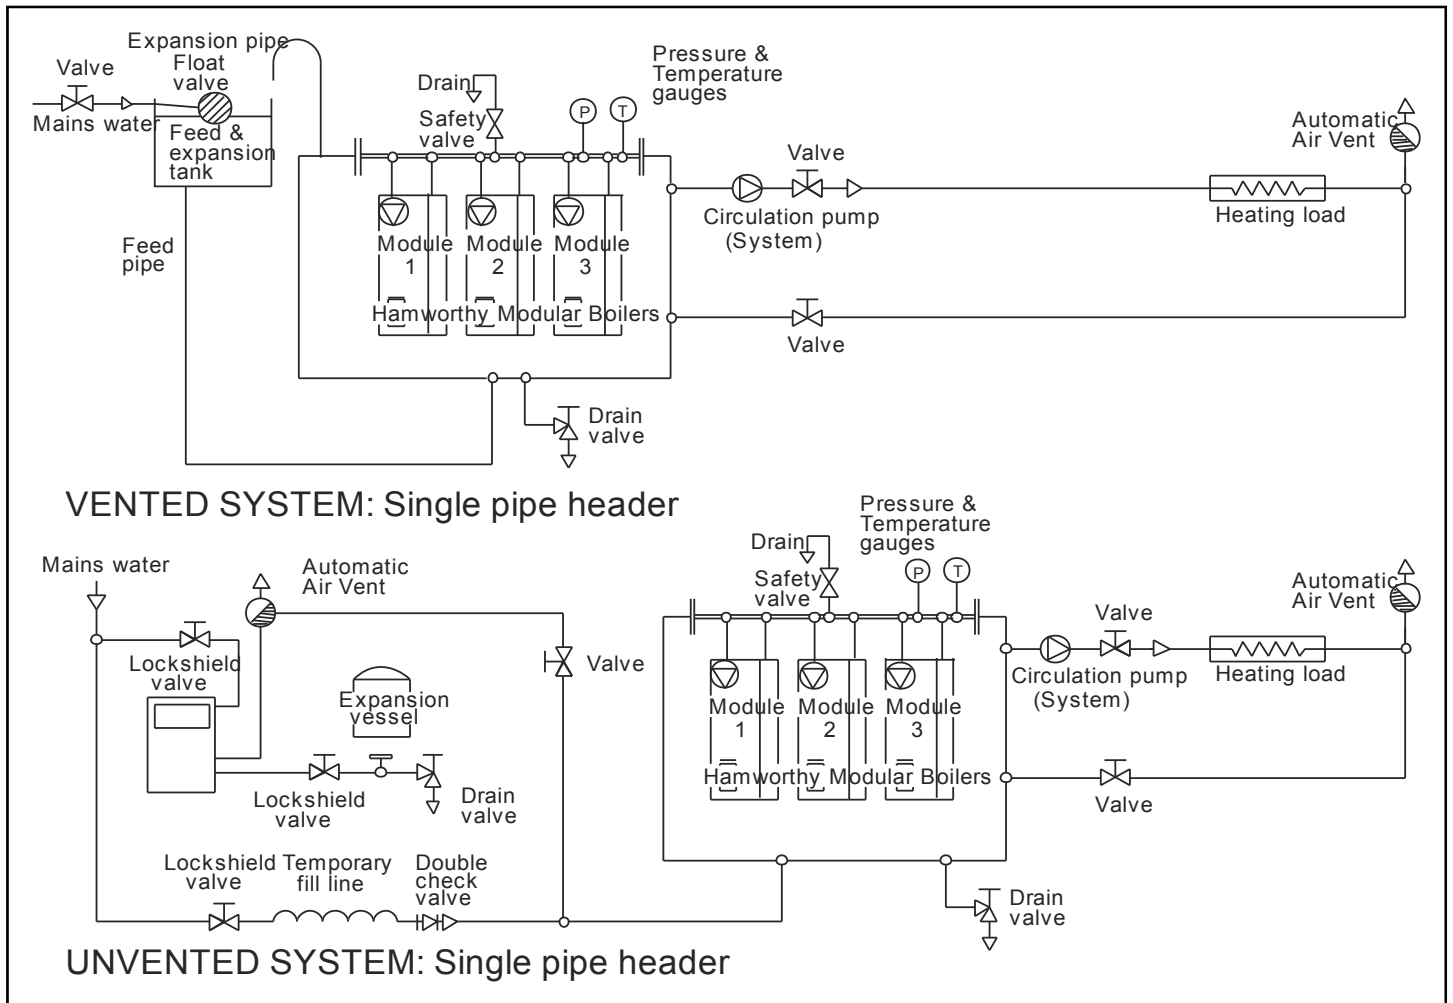 Expansion pipe
Valve
Float
valve
Mains water
Feed &
expansion
tank
Feed
pipe
Drain
Safety
valve
Pressure &
Temperature
gauges
P
T
Module
1
Module
2
Module
3
Hamworthy Modular Boilers
Valve
Circulation pump
(System)
Automatic
Air Vent
Heating load
Valve
Drain
valve
VENTED SYSTEM: Single pipe header
Mains water
Automatic
Air Vent
Lockshield
valve
Expansion
vessel
Valve
Lockshield
valve
Drain
valve
Lockshield
valve
Temporary
fill line
Double
check
valve
Drain
Safety
valve
Pressure &
Temperature
gauges
P
T
Module
1
Module
2
Module
3
Hamworthy Modular Boilers
Valve
Circulation pump
(System)
Automatic
Air Vent
Heating load
Valve
Drain
valve
UNVENTED SYSTEM: Single pipe header